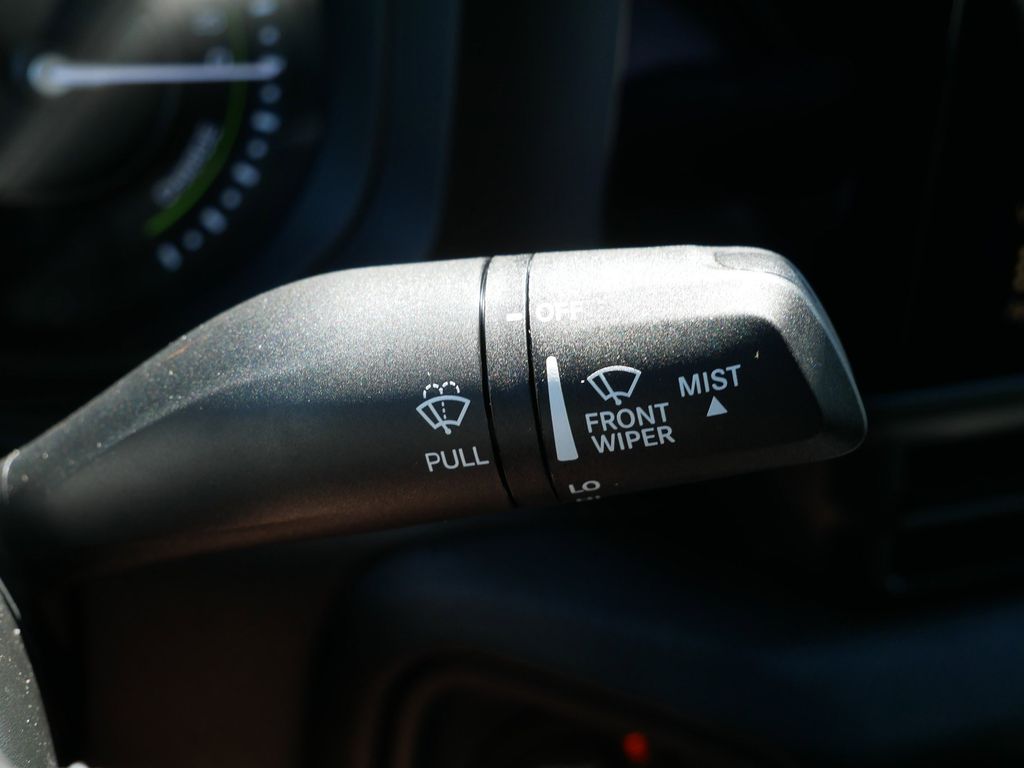 OFF
MIST
FRONT
WIPER
PULL
LO